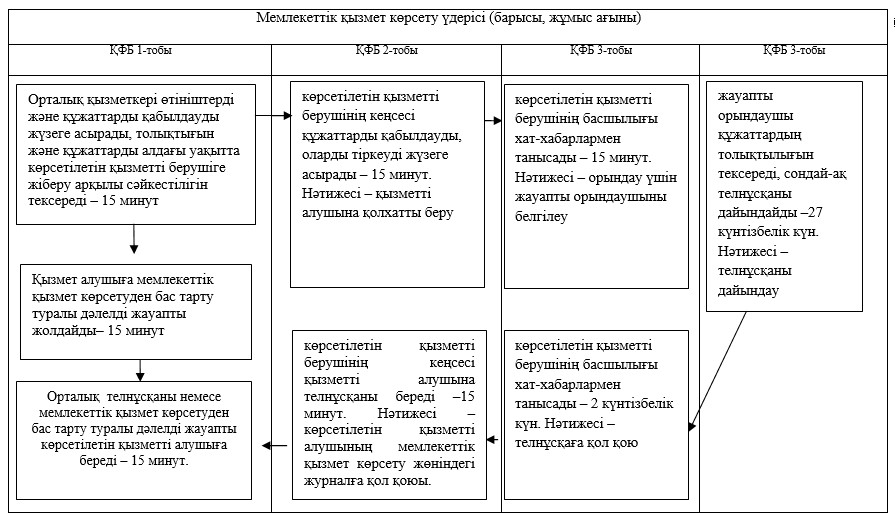 Мемлекеттік қызмет көрсету үдерісі (барысы, жұмыс ағыны)
ҚФБ 1-тобы
ҚФБ 2-тобы
ҚФБ 3-тобы
ҚФБ 3-тобы
Орталық қызметкері өтініштерді
және құжаттарды қабылдауды
жүзеге асырады, толықтығын
және құжаттарды алдағы уақытта
көрсетілетін қызметті берушіге
жіберу арқылы сәйкестілігін
тексереді – 15 минут
көрсетілетін қызметті
берушінің кеңсесі
құжаттарды қабылдауды,
оларды тіркеуді жүзеге
асырады – 15 минут.
Нәтижесі – қызметті
алушына қолхатты беру
көрсетілетін қызметті
берушінің басшылығы
хат-хабарлармен
танысады – 15 минут.
Нәтижесі – орындау үшін
жауапты орындаушыны
белгілеу
жауапты
орындаушы
құжаттардың
толықтылығын
тексереді, сондай-ақ
телнұсқаны
дайындайды –27
күнтізбелік күн.
Нәтижесі –
телнұсқаны
дайындау
Қызмет алушыға мемлекеттік
қызмет көрсетуден бас тарту
туралы дәлелді жауапты
жолдайды– 15 минут
Орталық телнұсқаны немесе
мемлекеттік қызмет көрсетуден
бас тарту туралы дәлелді жауапты
көрсетілетін қызметті алушыға
береді – 15 минут.
көрсетілетін қызметті
берушінің кеңсесі
қызметті алушына
телнұсқаны береді –15
минут. Нәтижесі –
көрсетілетін қызметті
алушының мемлекеттік
қызмет көрсету жөніндегі
журналға қол қоюы.
көрсетілетін қызметті
берушінің басшылығы
хат-хабарлармен
танысады – 2 күнтізбелік
күн. Нәтижесі –
телнұсқаға қол қою